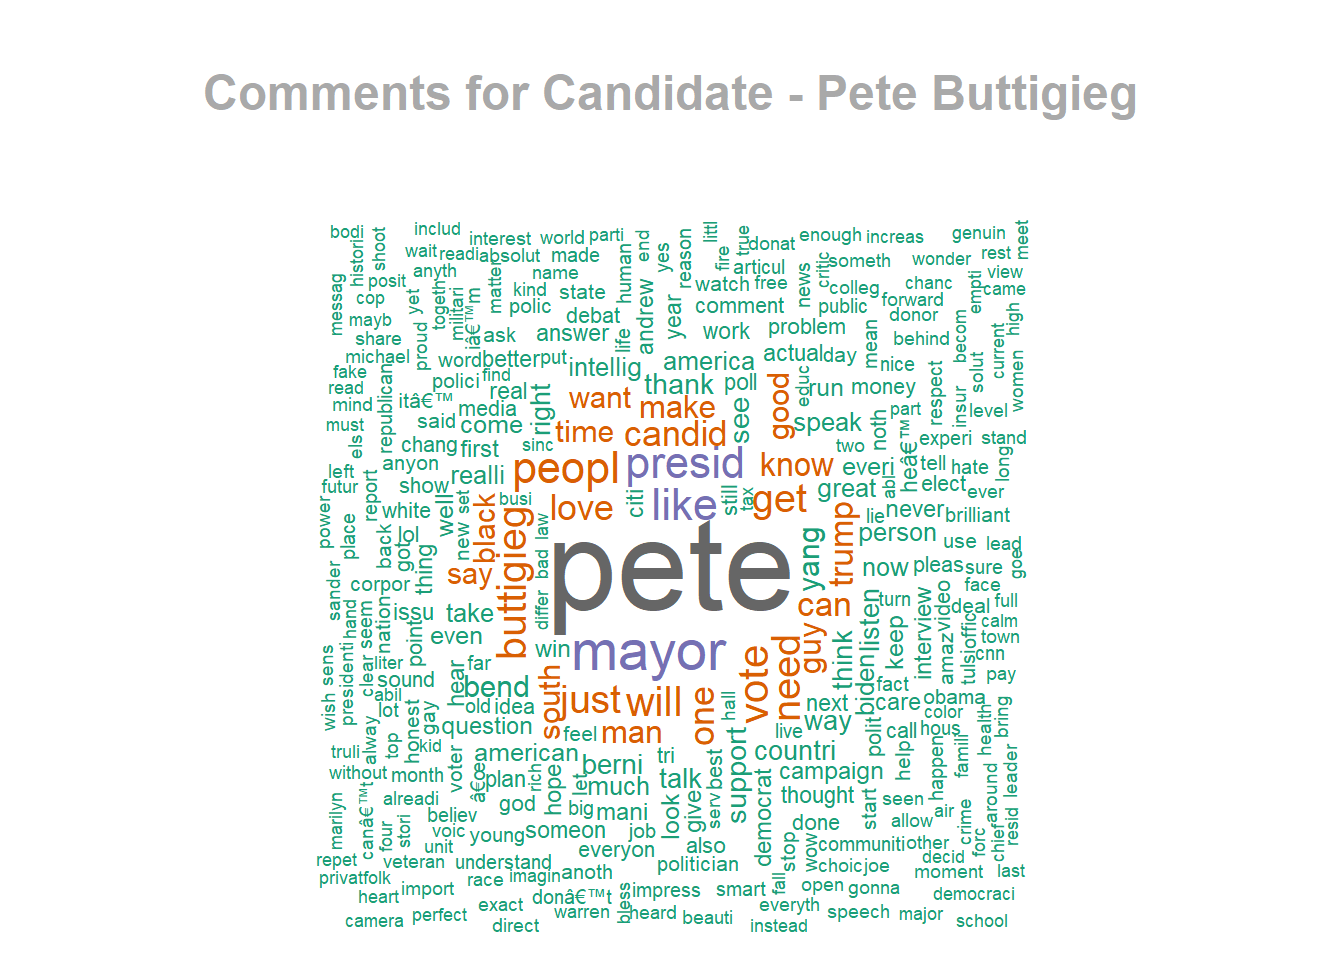 Comments for Candidate - Pete Buttigieg
bodi
includ
interest
world
parti
littl
true
donat
enough
increas
genuin
meet
histori
shoot
wait
readi
absolut
made
human
end
yes
reason
fire
articul
news
critic
someth
wonder
rest
messag
posit
anyth
matter
name
kind
state
watch
free
colleg
chanc
empti
view
came
cop
yet
togeth
militari
iâ€™m
polic
debat
andrew
year
comment
public
forward
donor
high
mayb
share
proud
ask
answer
life
work
problem
mean
behind
becom
current
michael
word
better
put
intellig
america
actual
day
nice
solut
women
fake
read
republican
polici
find
real
thank
poll
educ
run
money
respect
insur
mind
itâ€™
media
right
want
make
see
good
speak
noth
part
level
must
els
said
come
time
candid
two
heâ€™
experi
stand
chang
first
sinc
left
anyon
realli
peopl
presid
know
everi
tell
hate
long
futur
report
show
busi
love
citi
like
still
tax
get
great
abl
elect
ever
power
place
white
well
set
new
black
law
lie
never
brilliant
back
lol
got
thing
buttigieg
bad
pete
yang
trump
person
use
lead
goe
sander
corpor
say
differ
can
now
pleas
sure
face
hand
nation
issu
take
turn
deal
full
seem
point
even
win
mayor
guy
think
listen
keep
interview
amaz
video
offic
calm
town
wish
sens
presidenti
clear
liter
sound
hear
far
vote
need
biden
fact
tulsi
cnn
pay
abil
lot
honest
gay
bend
old
idea
south
just
will
one
hall
next
care
obama
color
question
feel
man
live
way
polit
call
hous
bring
truli
alway
top
kid
american
tri
best
support
countri
help
happen
famili
health
without
month
voter
â€œ
plan
rich
hope
let
berni
much
talk
campaign
leader
marilyn
canâ€™t
alreadi
god
big
mani
look
give
serv
democrat
thought
start
seen
air
around
four
stori
believ
voic
young
someon
job
done
allow
crime
forc
chief
resid
unit
everyon
also
stop
wow
communiti
other
decid
repet
veteran
understand
politician
choic
joe
moment
last
privat
folk
race
imagin
anoth
fall
heart
import
donâ€™t
bless
impress
smart
open
gonna
democraci
exact
everyth
camera
perfect
direct
warren
heard
beauti
instead
speech
major
school